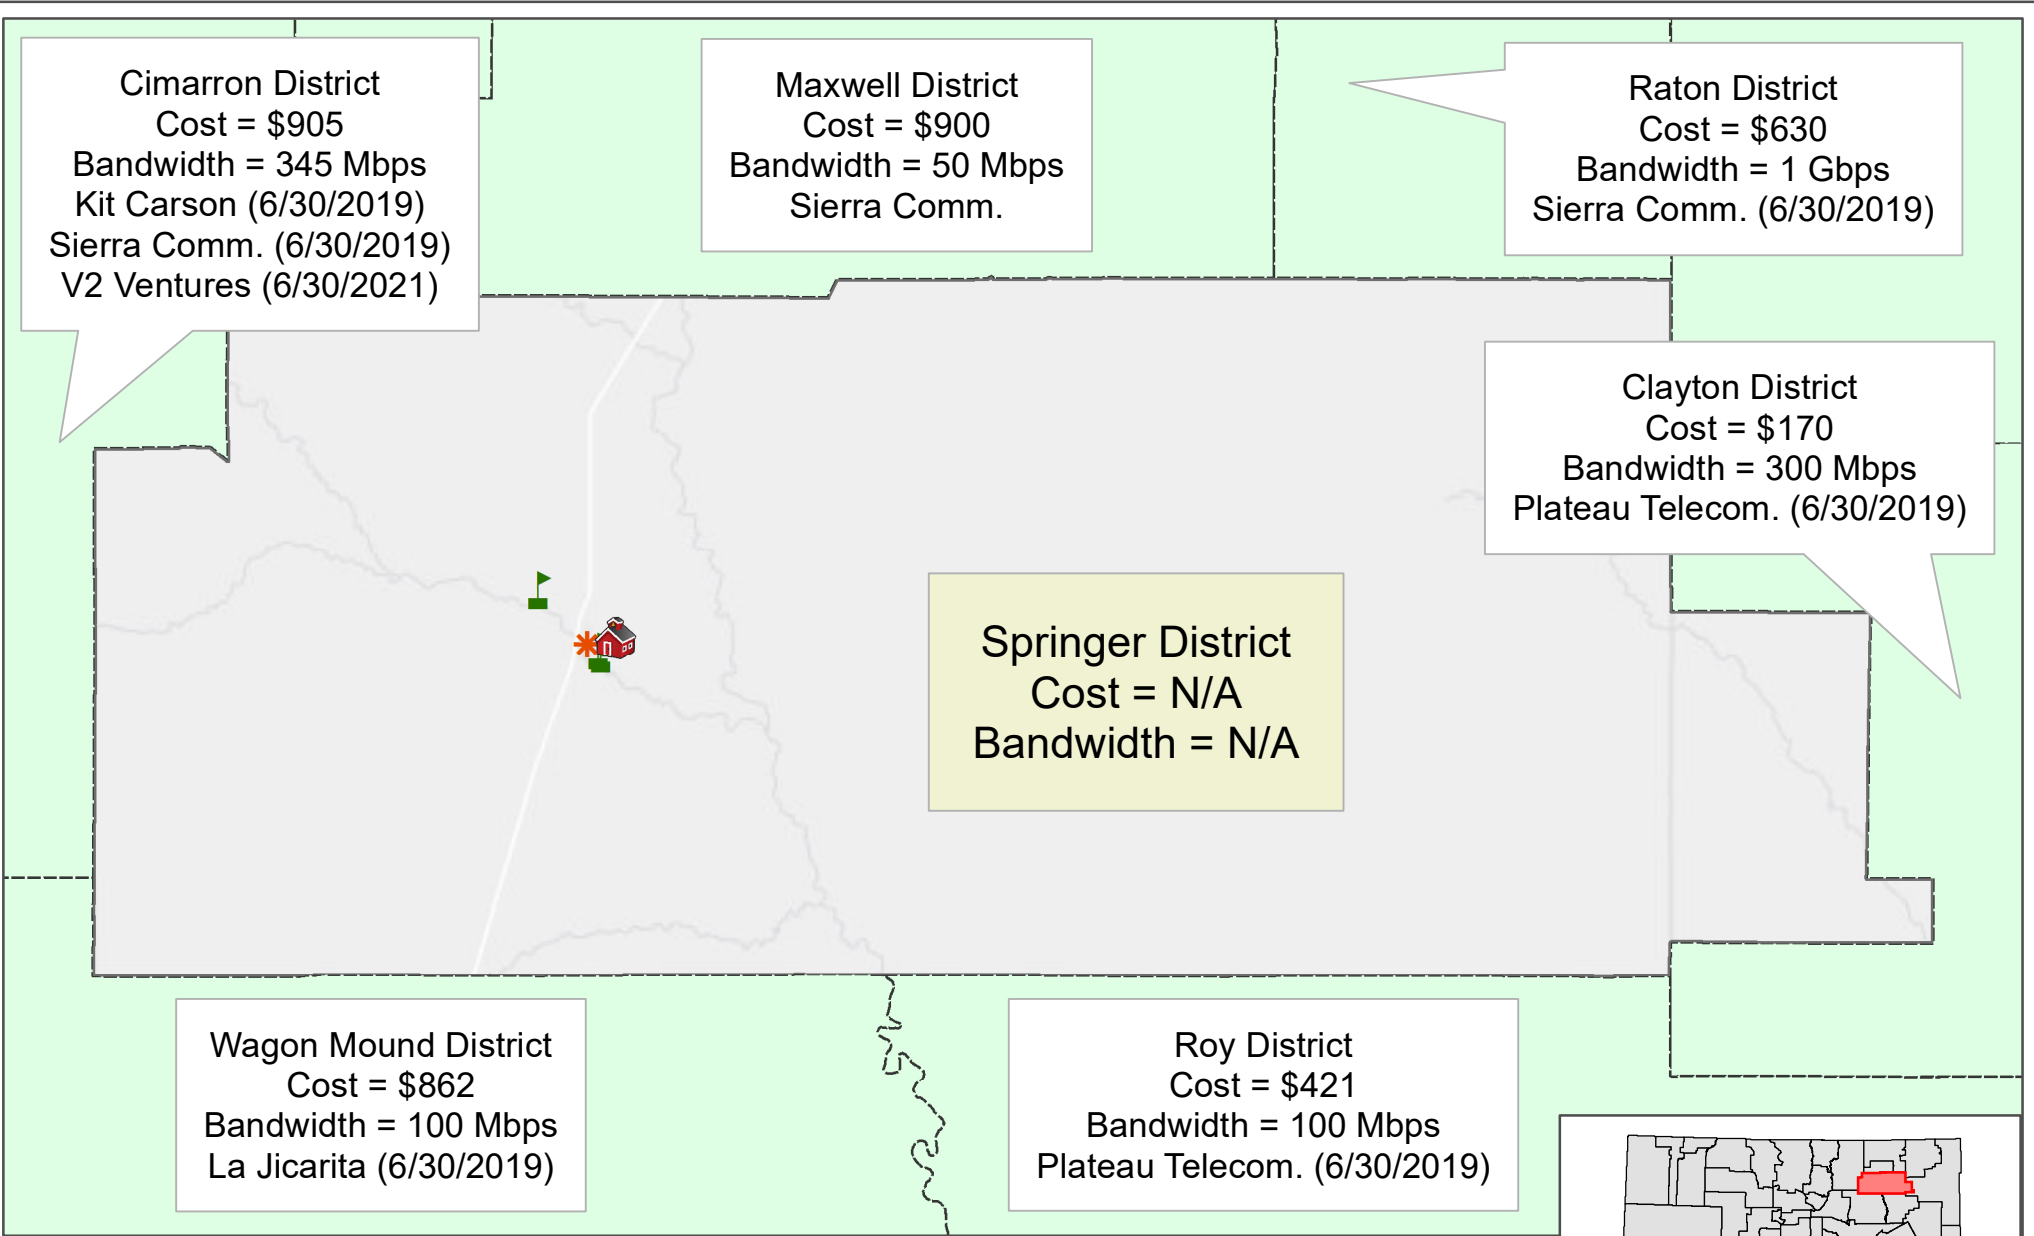 Cimarron District
Cost = $905
Bandwidth = 345 Mbps
Kit Carson (6/30/2019)
Sierra Comm. (6/30/2019)
V2 Ventures (6/30/2021)
Maxwell District
Cost = $900
Bandwidth = 50 Mbps
Sierra Comm.
Raton District
Cost = $630
Bandwidth = 1 Gbps
Sierra Comm. (6/30/2019)
Clayton District
Cost = $170
Bandwidth = 300 Mbps
Plateau Telecom. (6/30/2019)
Springer District
Cost = N/A
Bandwidth = N/A
Wagon Mound District
Cost = $862
Bandwidth = 100 Mbps
La Jicarita (6/30/2019)
Roy District
Cost = $421
Bandwidth = 100 Mbps
Plateau Telecom. (6/30/2019)